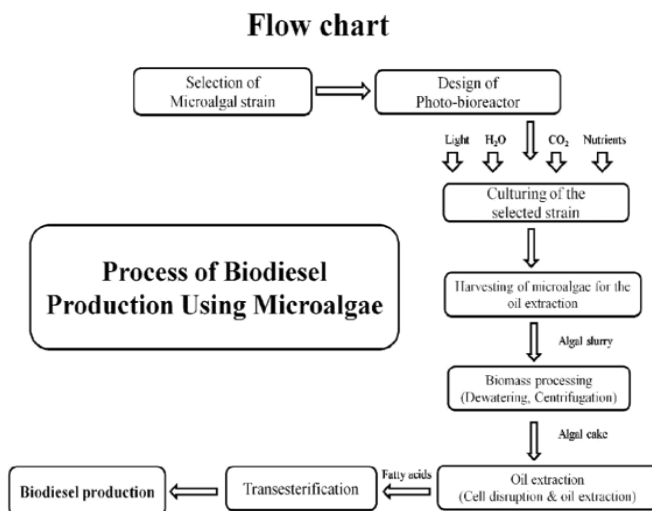 Flow chart
Selection of
Microalgal strain
Design of
Photo-bioreactor
Light H₂O CO₂ Nutrients
Culturing of the
selected strain
Process of Biodiesel
Production Using Microalgae
Harvesting of microalgae for the
oil extraction
Algal slurry
Biomass processing
(Dewatering, Centrifugation)
Algal cake
Oil extraction
(Cell disruption & oil extraction)
Fatty acids
Transesterification
Biodiesel production